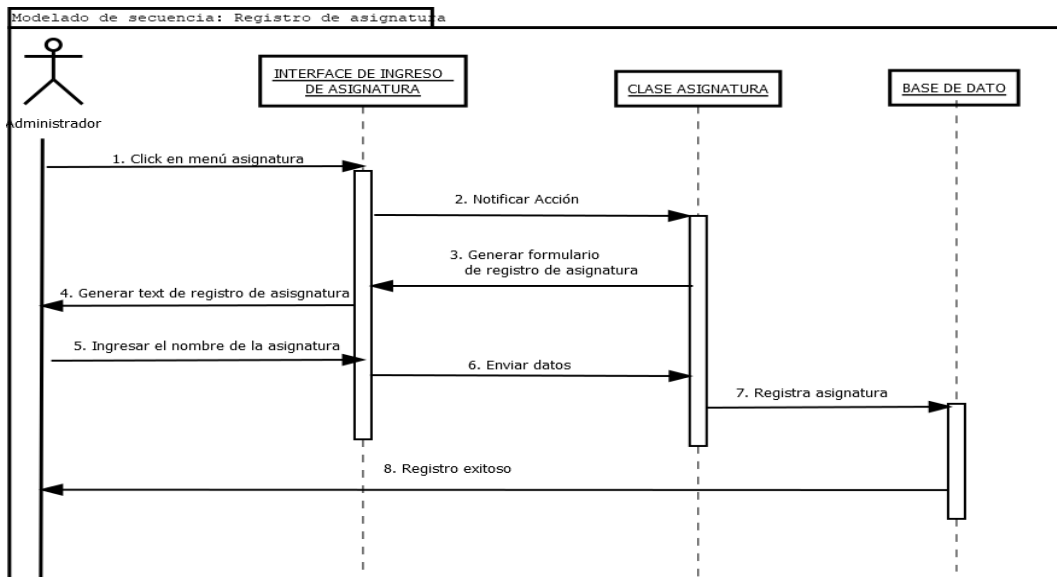 Modelado de secuencia: Registro de asignatura
INTERFACE DE INGRESO
DE ASIGNATURA
CLASE ASIGNATURA
BASE DE DATO
Administrador
1. Click en menú asignatura
2. Notificar Acción
3. Generar formulario
de registro de asignatura
4. Generar text de registro de asisgnatura
5. Ingresar el nombre de la asignatura
6. Enviar datos
7. Registra asignatura
8. Registro exitoso